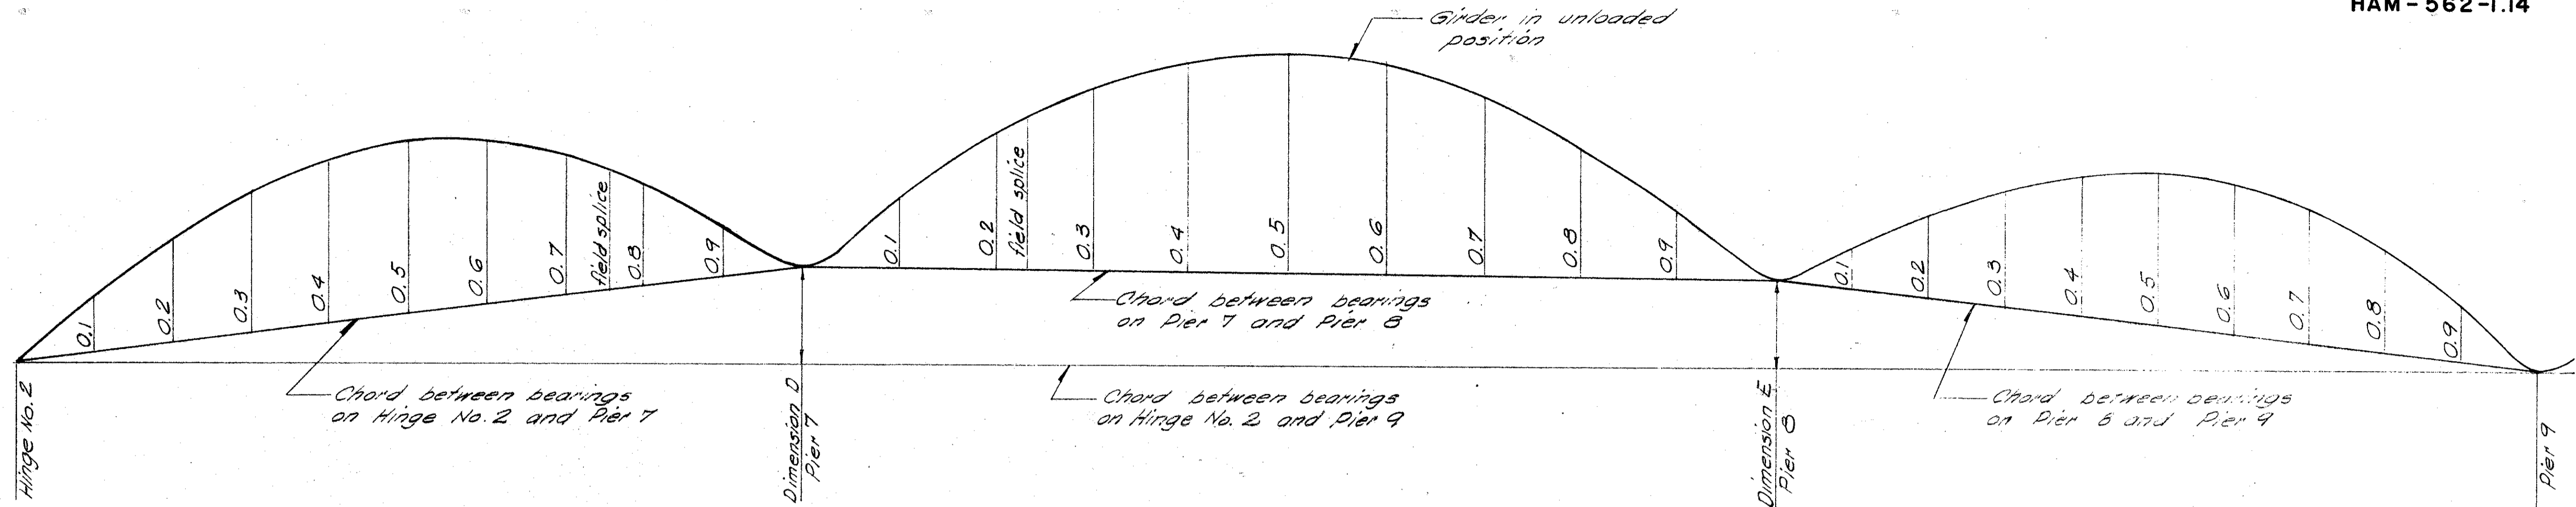 HAM-562-1.14
Girder in unloaded
position
0.1
0.2
0.3
0.4
0.5
0.6
0.7
field splice
0.8
0.9
0.1
0.2
field splice
0.3
0.4
0.5
0.6
0.7
0.8
0.9
0.1
0.2
0.3
0.4
0.5
0.6
0.7
0.8
0.9
Chord between bearings
on Pier 7 and Pier 8
Chord between bearings
on Hinge No. 2 and Pier 7
Chord between bearings
on Hinge No. 2 and Pier 9
Chord between bearings
on Pier 8 and Pier 9
Hinge No. 2
Dimension D
Pier 7
Dimension E
Pier 8
Pier 9